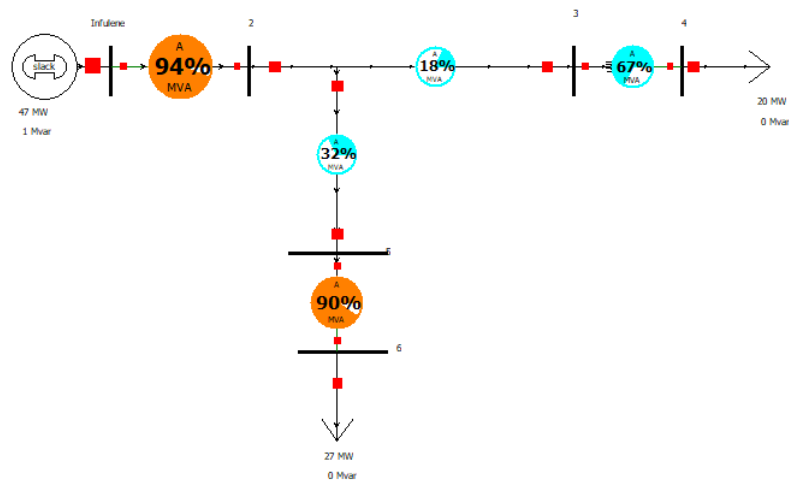 Infulene
2
3
4
slack
A
94%
MVA
A
18%
MVA
A
67%
MVA
47 MW
1 Mvar
20 MW
0 Mvar
A
32%
MVA
5
A
90%
MVA
6
27 MW
0 Mvar